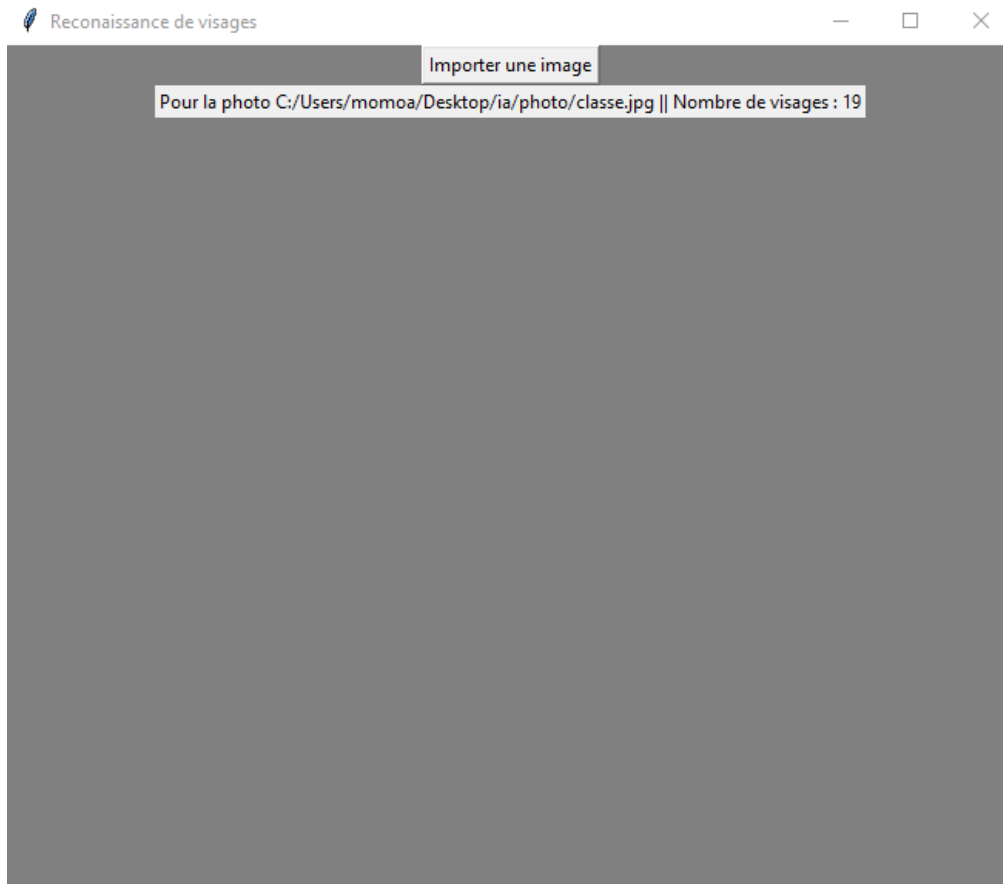 Reconaissance de visages
Importer une image
Pour la photo C:/Users/momoa/Desktop/ia/photo/classe.jpg || Nombre de visages : 19